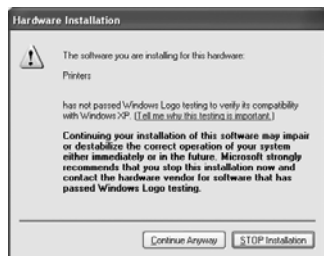 Hardware Installation
The software you are installing for this hardware:
Printers
has not passed Windows Logo testing to verify its compatibility
with Windows XP. (Tell me why this testing is important.)
Continuing your installation of this software may impair
or destabilize the correct operation of your system
either immediately or in the future. Microsoft strongly
recommends that you stop this installation now and
contact the hardware vendor for software that has
passed Windows Logo testing.
Continue Anyway
STOP Installation